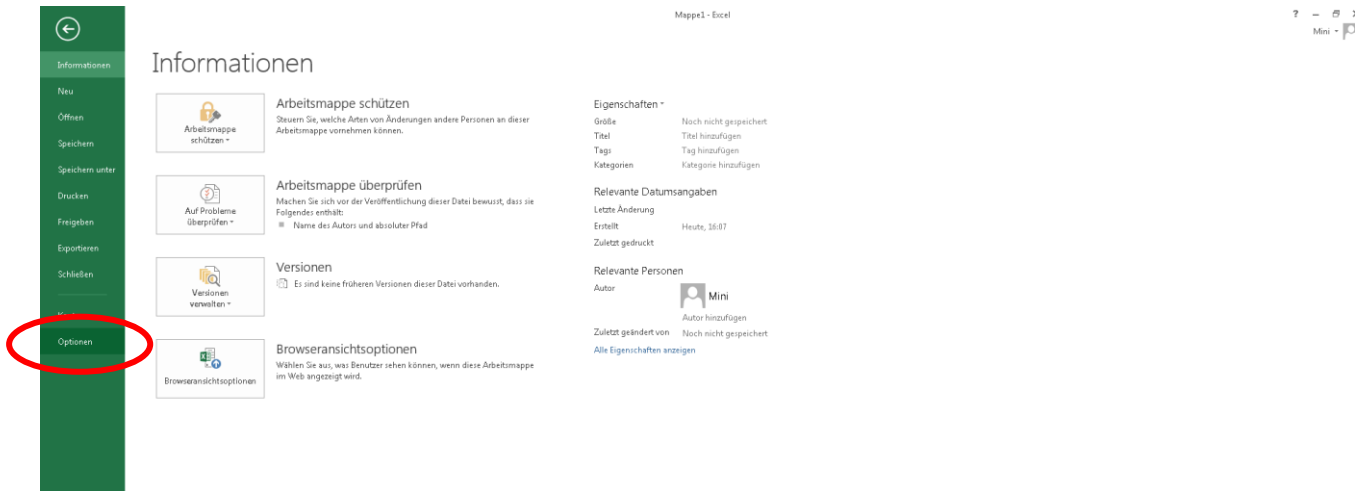 Mappe1 - Excel
?
Mini
Informationen
Neu
Öffnen
Speichern
Speichern unter
Drucken
Freigeben
Exportieren
Schließen
Optionen
Informationen
Arbeitsmappe
schützen
Arbeitsmappe schützen
Steuern Sie, welche Arten von Änderungen andere Personen an dieser
Arbeitsmappe vornehmen können.
Auf Probleme
überprüfen
Arbeitsmappe überprüfen
Machen Sie sich vor der Veröffentlichung dieser Datei bewusst, dass sie
Folgendes enthält:
Name des Autors und absoluter Pfad
Versionen
verwalten
Versionen
Es sind keine früheren Versionen dieser Datei vorhanden.
Browseransichtsoptionen
Browseransichtsoptionen
Wählen Sie aus, was Benutzer sehen können, wenn diese Arbeitsmappe
im Web angezeigt wird.
Eigenschaften
Größe Noch nicht gespeichert
Titel Titel hinzufügen
Tags Tag hinzufügen
Kategorien Kategorie hinzufügen
Relevante Datumsangaben
Letzte Änderung
Erstellt Heute, 16:07
Zuletzt gedruckt
Relevante Personen
Autor
Mini
Autor hinzufügen
Zuletzt geändert von Noch nicht gespeichert
Alle Eigenschaften anzeigen